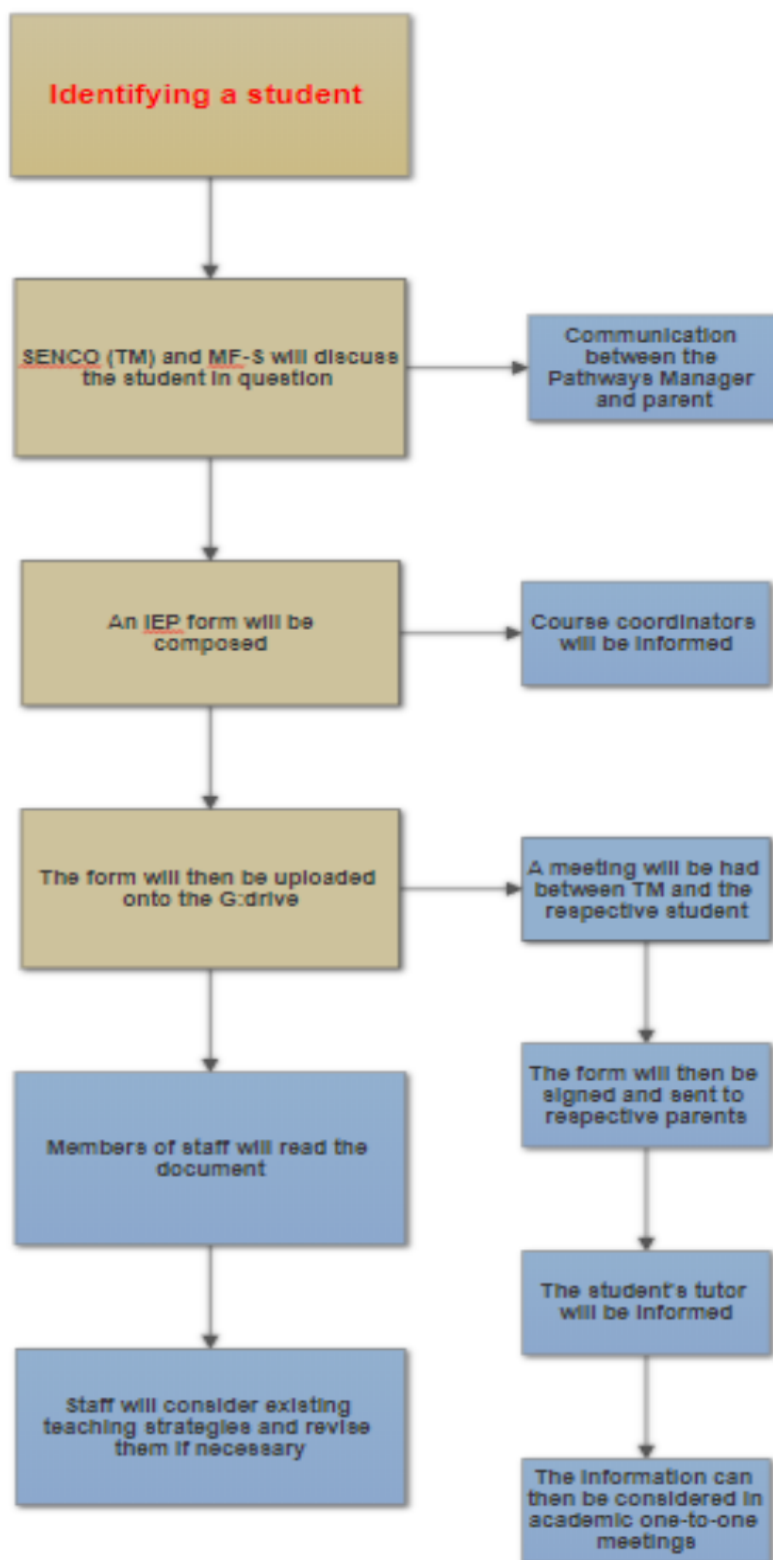 Identifying a student
SENCO (TM) and MF-S will discuss
the student in question
Communication
between the
Pathways Manager
and parent
An IEP form will be
composed
Course coordinators
will be informed
The form will then be uploaded
onto the G:drive
A meeting will be had
between TM and the
respective student
Members of staff will read the
document
The form will then be
signed and sent to
respective parents
The student's tutor
will be informed
Staff will consider existing
teaching strategies and revise
them if necessary
The information can
then be considered in
academic one-to-one
meetings